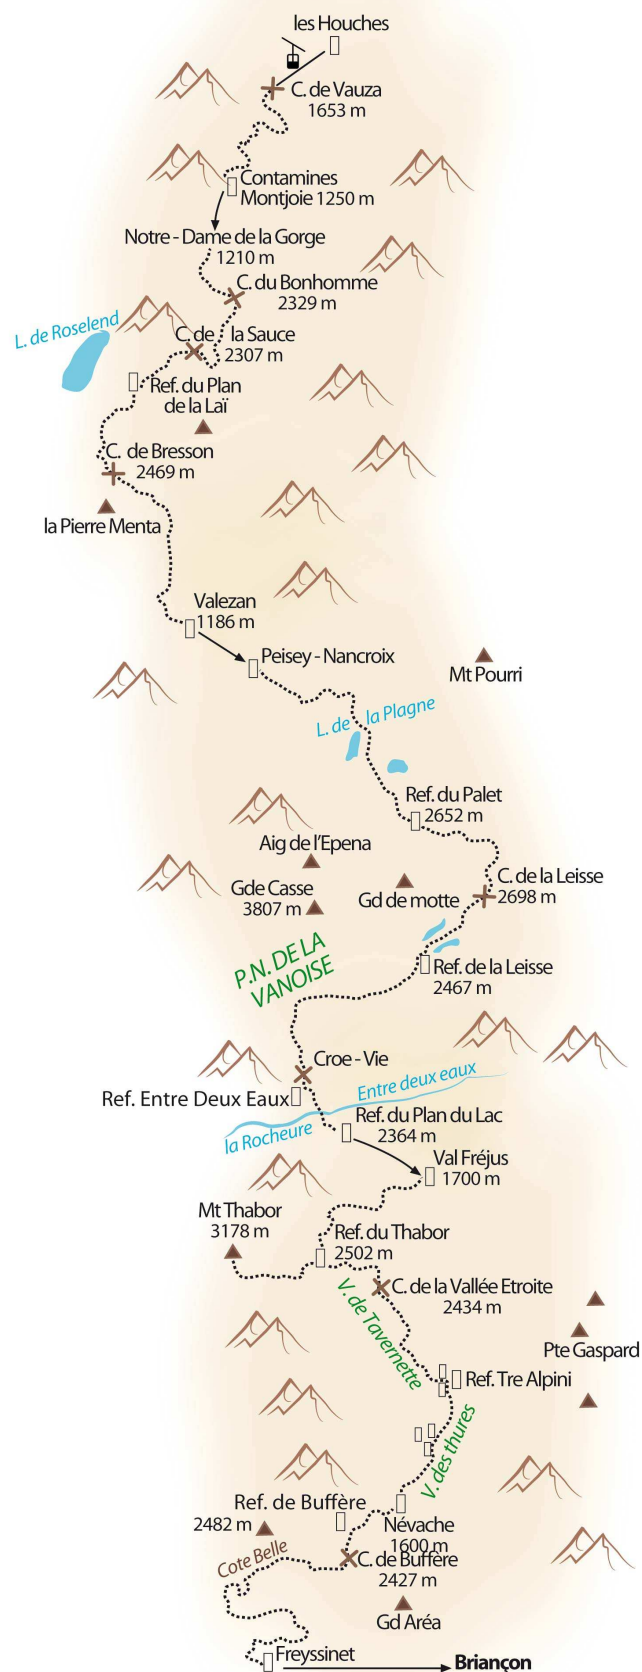 les Houches
C. de Vauza
1653 m
Contamines
Montjoie 1250 m
Notre - Dame de la Gorge
1210 m
C. du Bonhomme
2329 m
L. de Roselend
C. de la Sauce
2307 m
Ref. du Plan
de la Laï
C. de Bresson
2469 m
la Pierre Menta
Valezan
1186 m
Peisey - Nancroix
Mt Pourri
L. de la Plagne
Ref. du Palet
2652 m
Aig de l'Epena
Gde Casse
3807 m
Gd de motte
C. de la Leisse
2698 m
P.N. DE LA
VANOISE
Ref. de la Leisse
2467 m
Croe - Vie
Ref. Entre Deux Eaux
Entre deux eaux
la Rocheure
Ref. du Plan du Lac
2364 m
Val Fréjus
1700 m
Mt Thabor
3178 m
Ref. du Thabor
2502 m
C. de la Vallée Etroite
2434 m
V. de Tavernette
Pte Gaspard
Ref. Tre Alpini
V. des thures
Ref. de Buffère
2482 m
Névache
1600 m
Cote Belle
C. de Buffère
2427 m
Gd Aréa
Freyssinet
Briançon